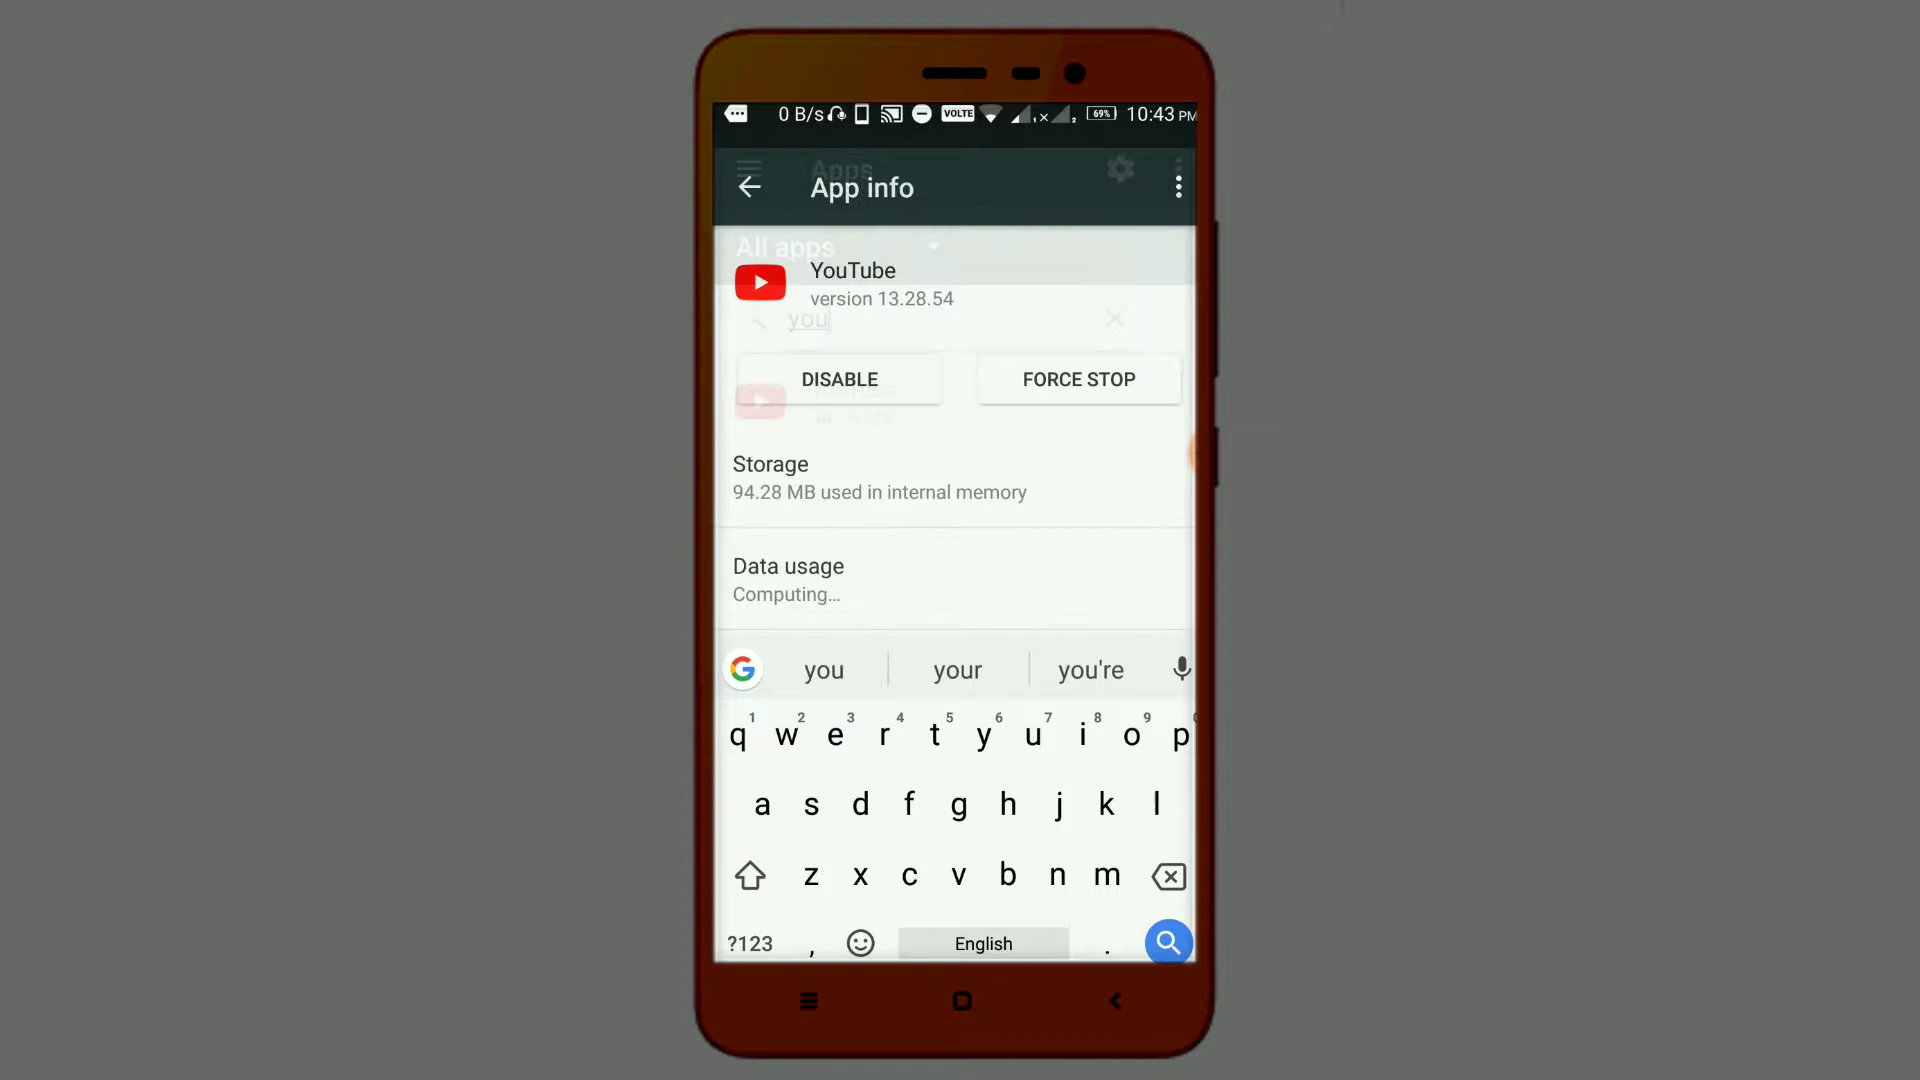 0 B/s VOLTE 1 x 2 69% 10:43 PM
Apps
App info
All apps
YouTube
version 13.28.54
you
DISABLE FORCE STOP
Storage
94.28 MB used in internal memory
Data usage
Computing...
G you your you're
1 2 3 4 5 6 7 8 9
q w e r t y u i o p
a s d f g h j k l
z x c v b n m
?123 , English .